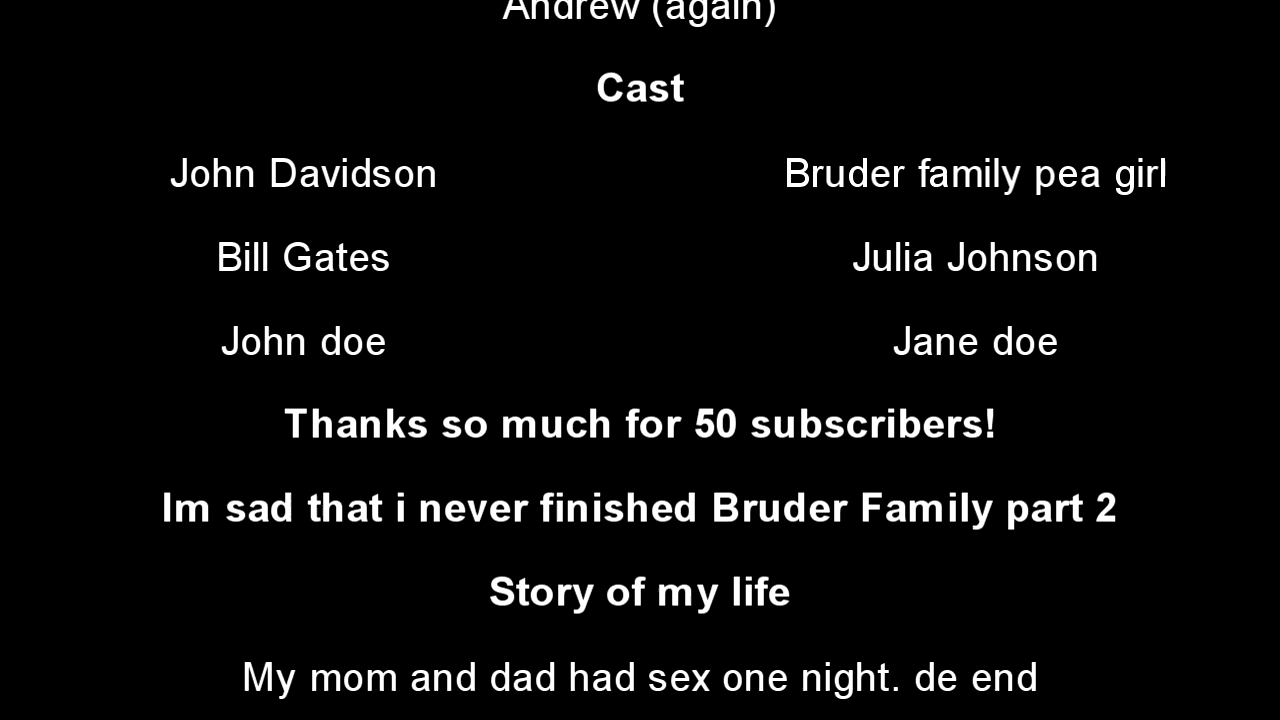 Andrew (again)
Cast
John Davidson Bruder family pea girl
Bill Gates Julia Johnson
John doe Jane doe
Thanks so much for 50 subscribers!
Im sad that i never finished Bruder Family part 2
Story of my life
My mom and dad had sex one night. de end